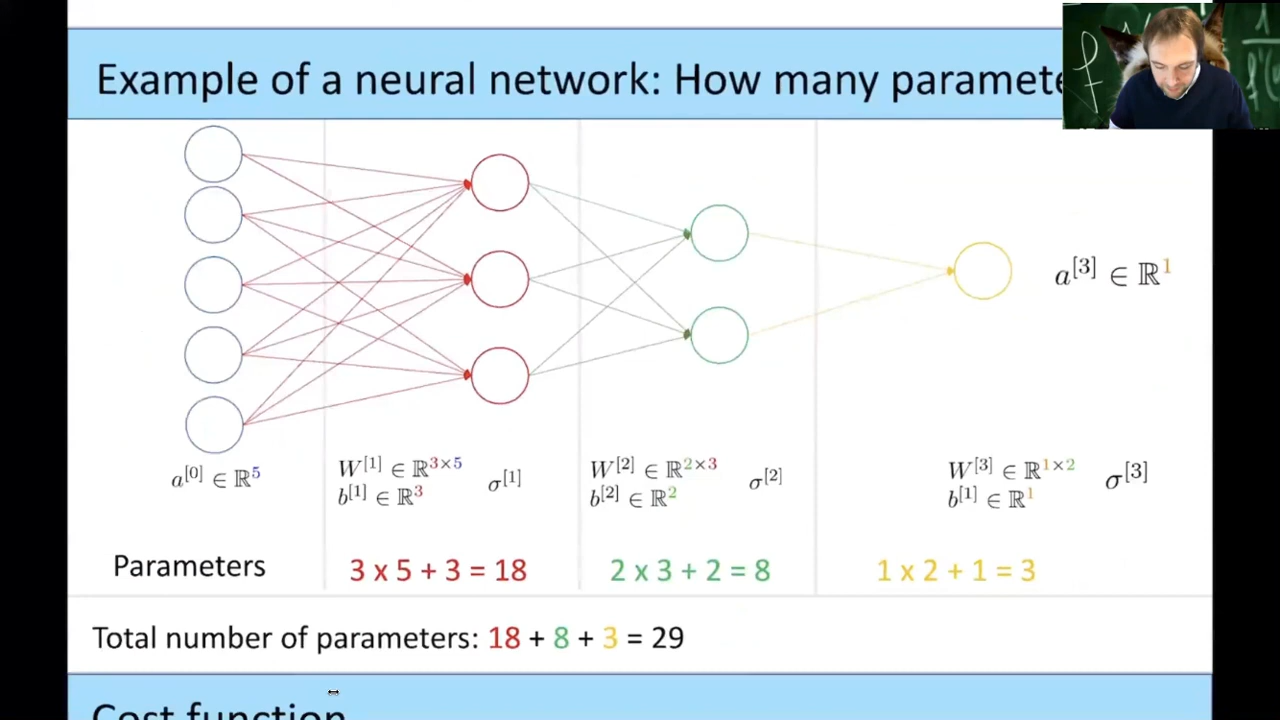 Example of a neural network: How many paramete
a^[3] ∈ ℝ^1
a^[0] ∈ ℝ^5
W^[1] ∈ ℝ^3×5
b^[1] ∈ ℝ^3
σ^[1]
W^[2] ∈ ℝ^2×3
b^[2] ∈ ℝ^2
σ^[2]
W^[3] ∈ ℝ^1×2
b^[1] ∈ ℝ^1
σ^[3]
Parameters
3 x 5 + 3 = 18
2 x 3 + 2 = 8
1 x 2 + 1 = 3
Total number of parameters: 18 + 8 + 3 = 29
Cost function